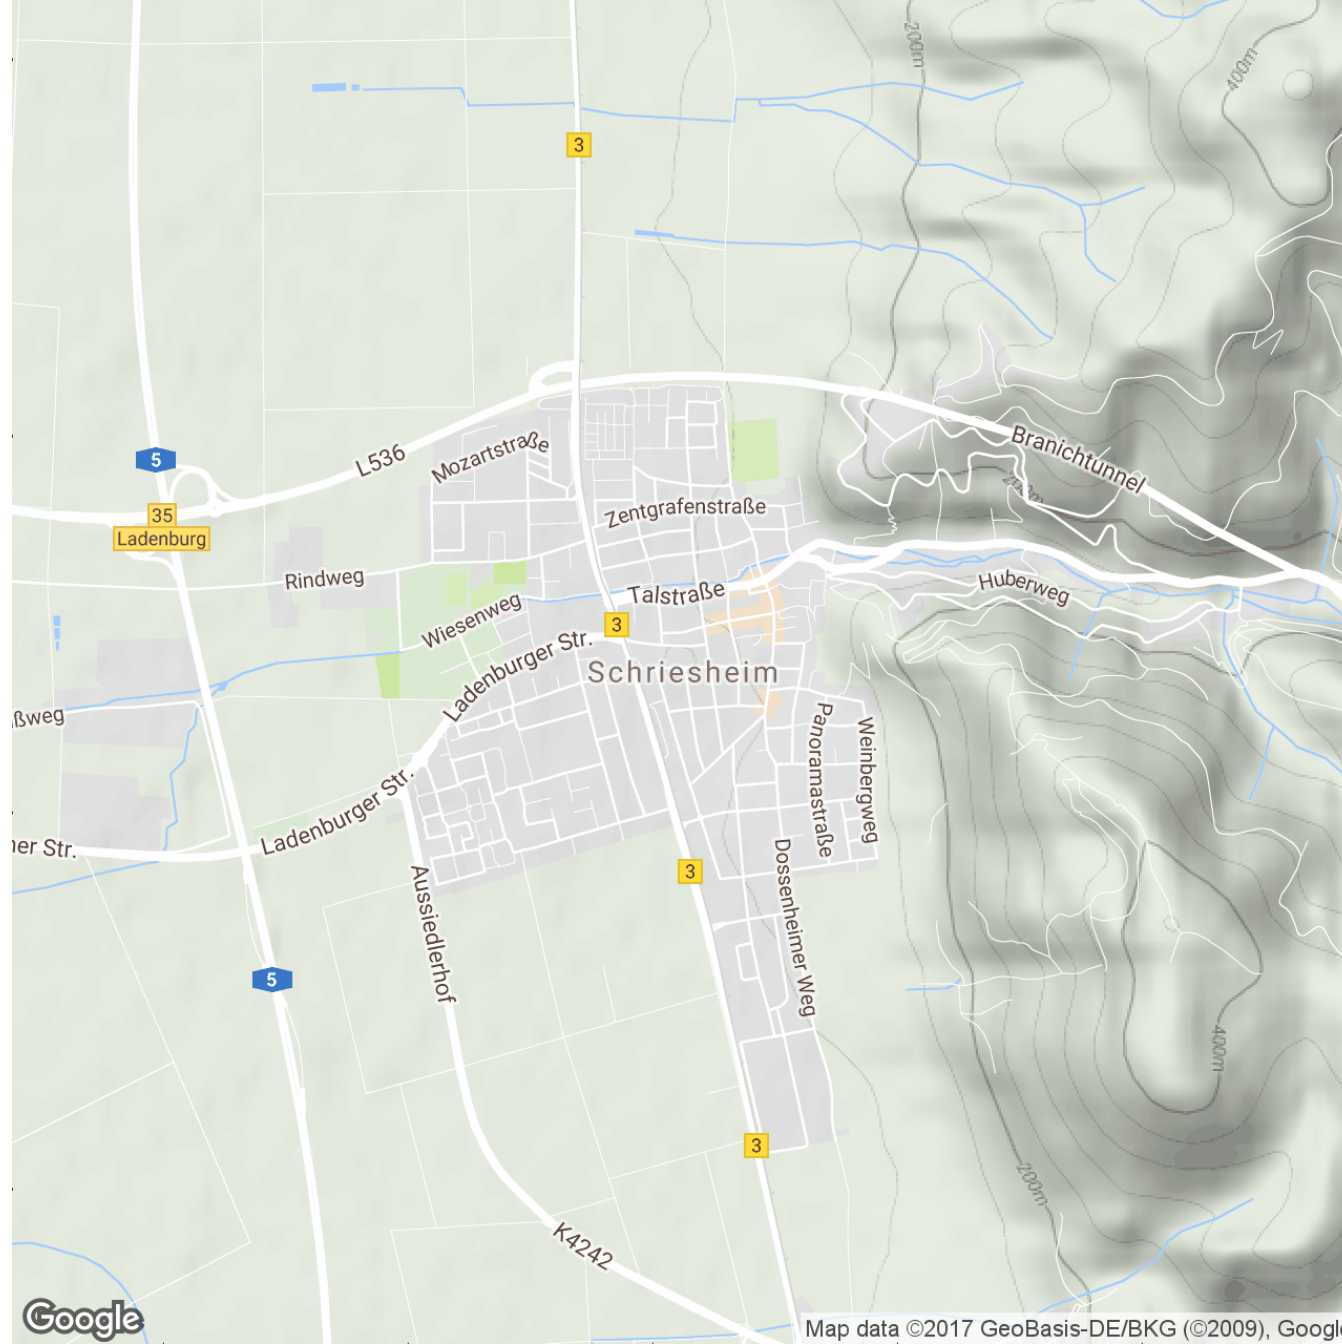 200m
400m
3
Branichtunnel
Mozartstraße
L536
5
200m
Zentgrafenstraße
35
Ladenburg
Rindweg
Huberweg
Talstraße
Wiesenweg
3
Ladenburger Str.
Schriesheim
ßweg
Panoramastraße
Weinbergweg
Ladenburger Str.
ner Str.
3
Dossenheimer Weg
Aussiedlerhof
5
400m
3
200m
K4242
Google
Map data ©2017 GeoBasis-DE/BKG (©2009), Googl